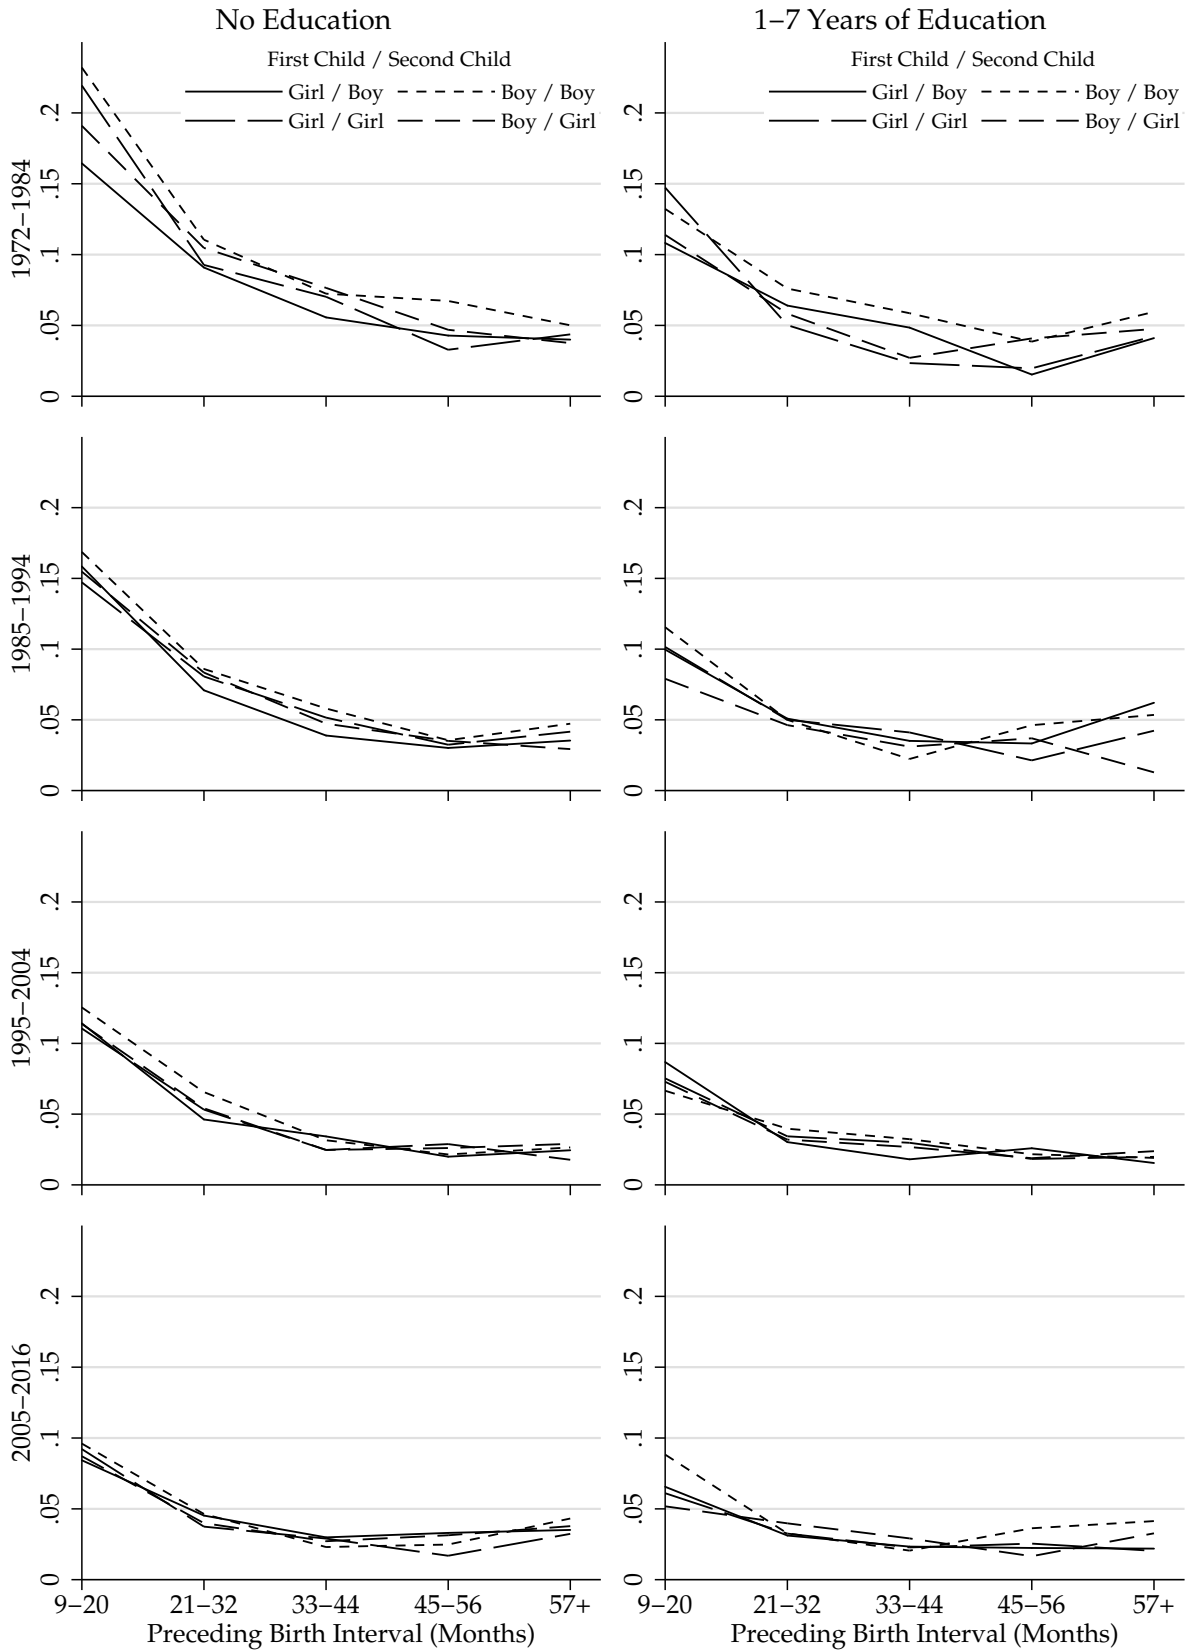 No Education
1–7 Years of Education
First Child / Second Child
Girl / Boy
Boy / Boy
Girl / Girl
Boy / Girl
First Child / Second Child
Girl / Boy
Boy / Boy
Girl / Girl
Boy / Girl
1972–1984
0 .05 .1 .15 .2
0 .05 .1 .15 .2
1985–1994
0 .05 .1 .15 .2
0 .05 .1 .15 .2
1995–2004
0 .05 .1 .15 .2
0 .05 .1 .15 .2
2005–2016
0 .05 .1 .15 .2
0 .05 .1 .15 .2
9–20 21–32 33–44 45–56 57+
Preceding Birth Interval (Months)
9–20 21–32 33–44 45–56 57+
Preceding Birth Interval (Months)